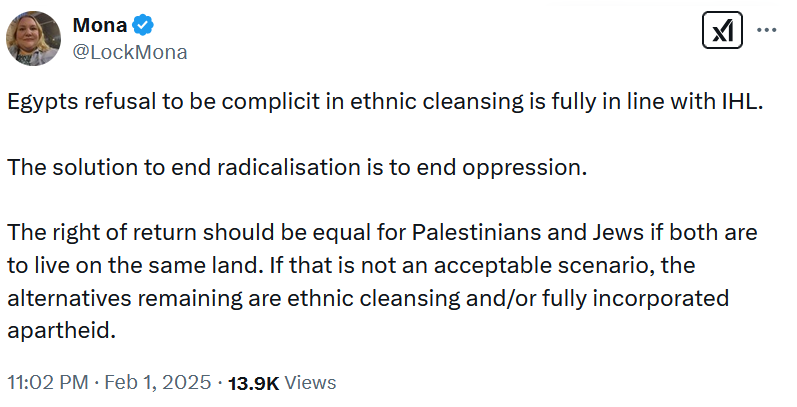 Mona
@LockMona
Egypts refusal to be complicit in ethnic cleansing is fully in line with IHL.
The solution to end radicalisation is to end oppression.
The right of return should be equal for Palestinians and Jews if both are
to live on the same land. If that is not an acceptable scenario, the
alternatives remaining are ethnic cleansing and/or fully incorporated
apartheid.
11:02 PM · Feb 1, 2025 · 13.9K Views